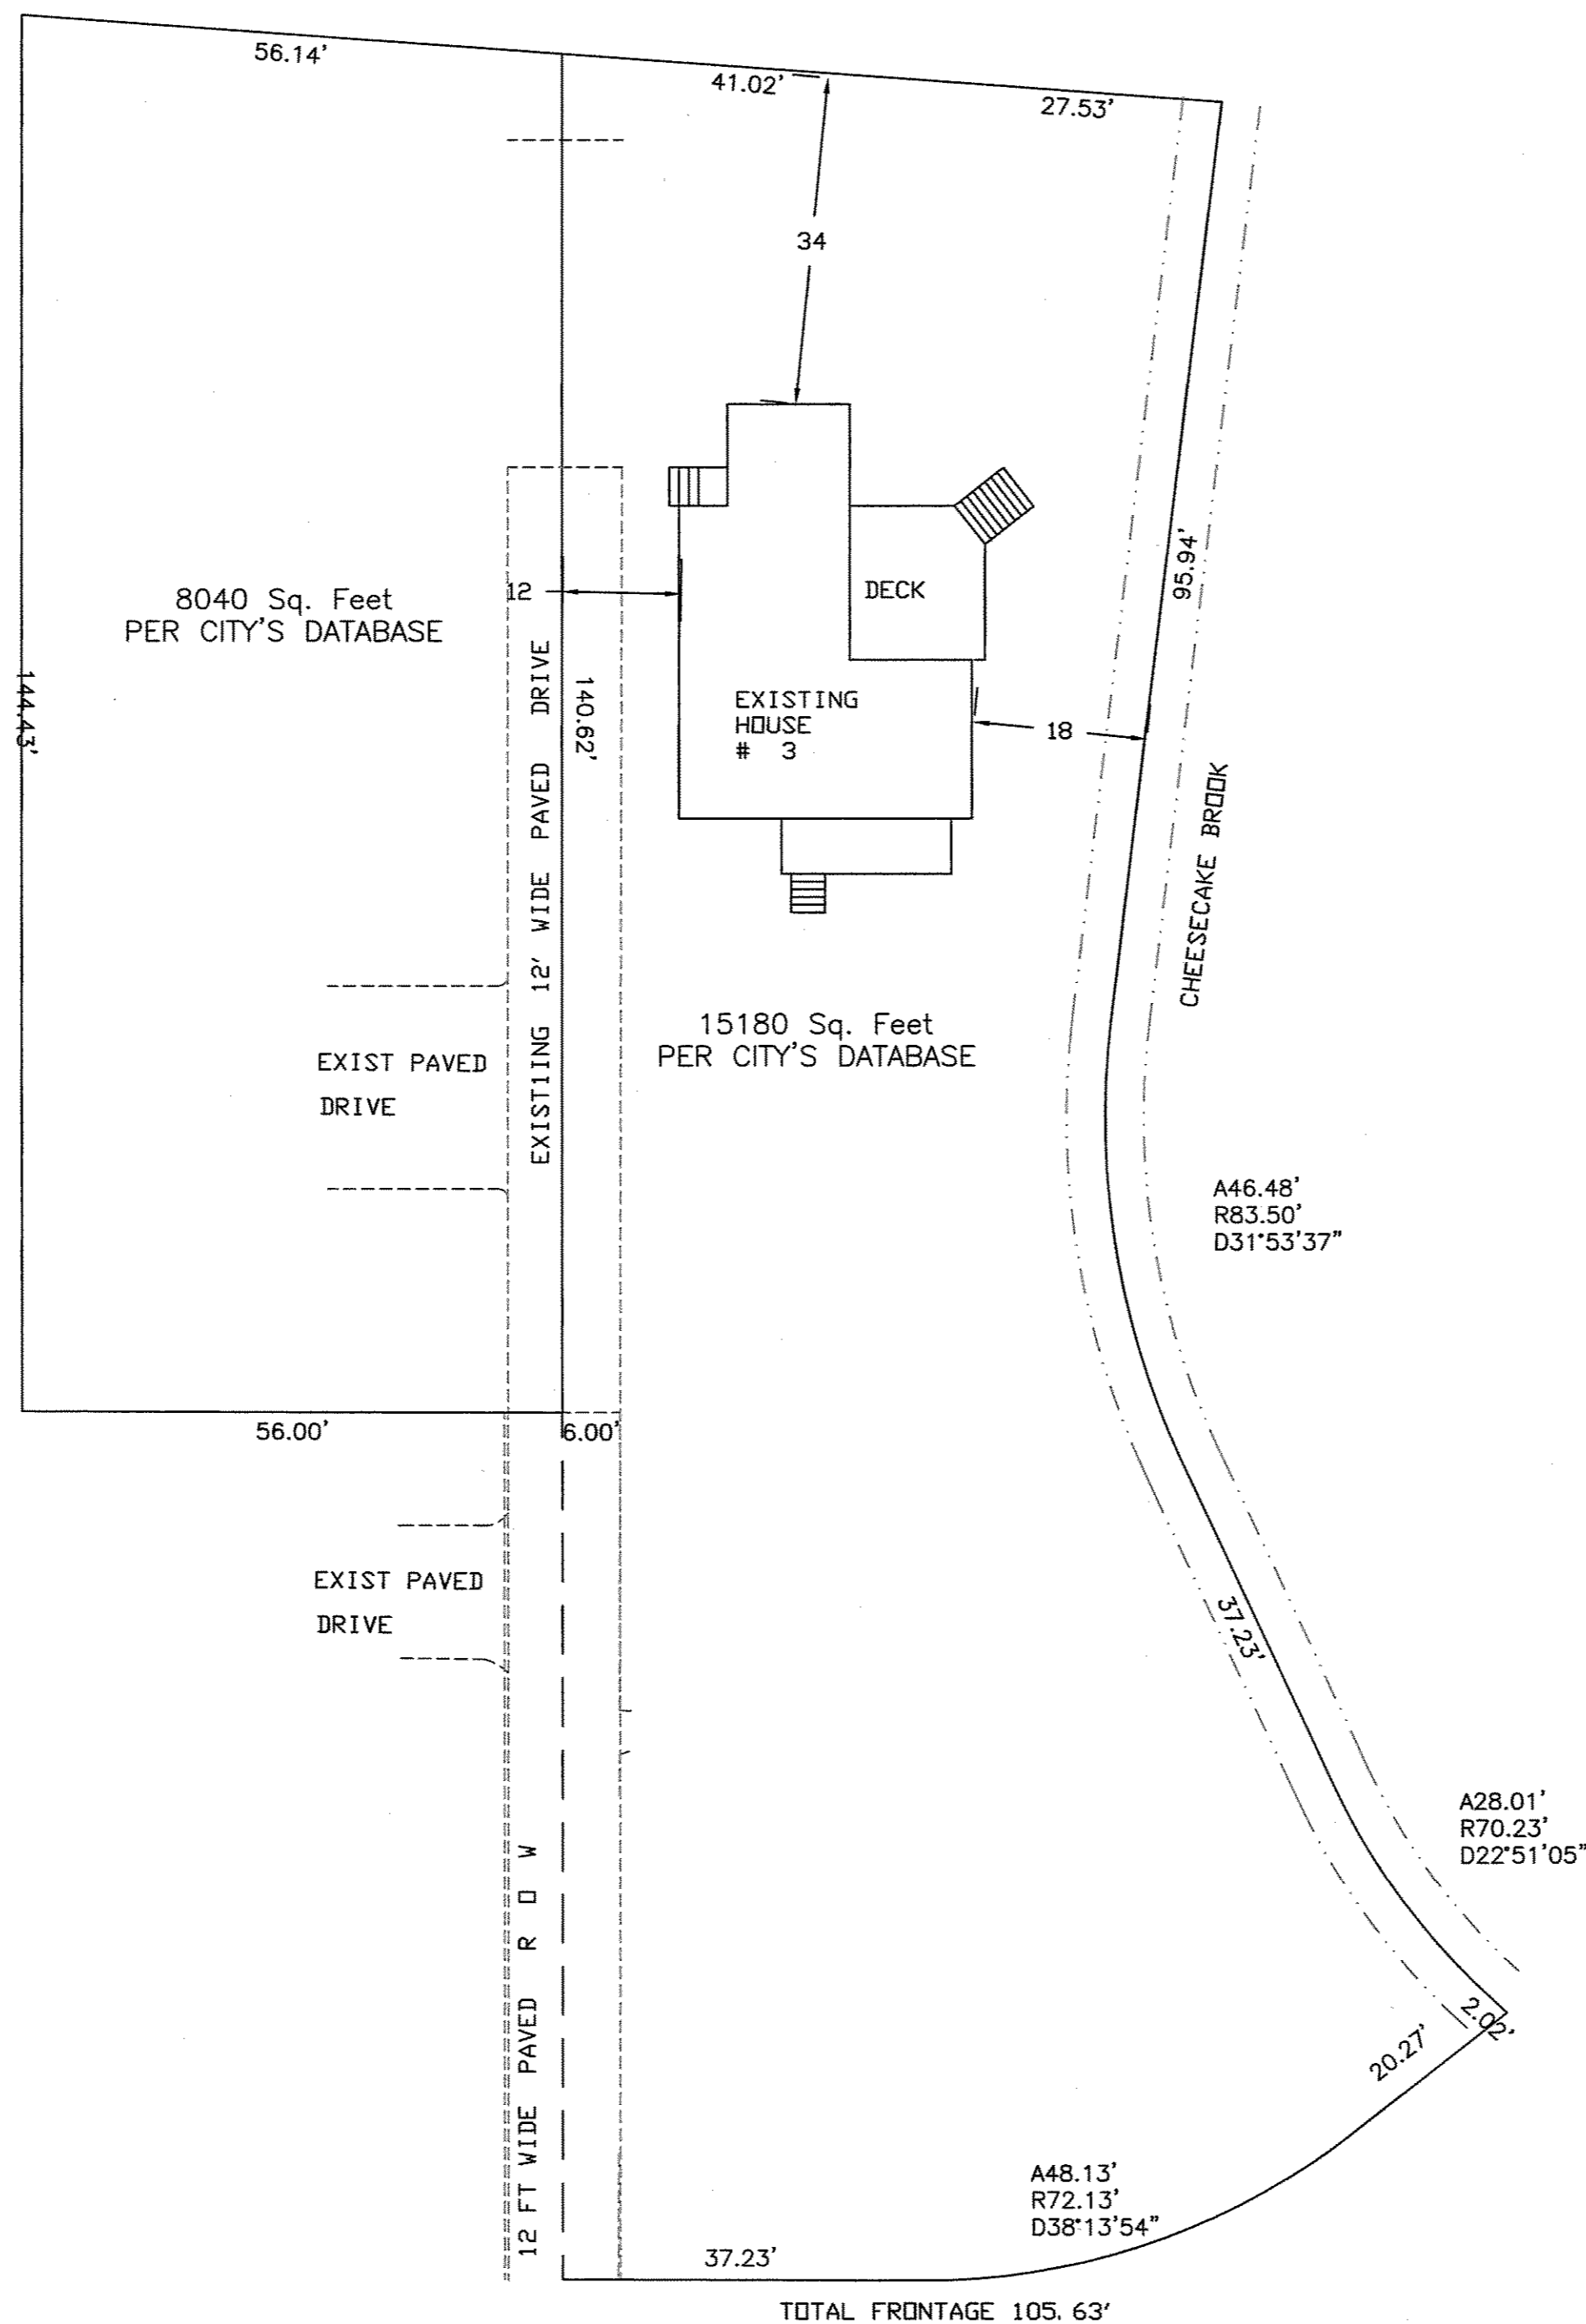 56.14'
41.02'
27.53'
34
95.94'
12
DECK
8040 Sq. Feet
PER CITY'S DATABASE
144.43'
140.62'
EXISTING
HOUSE
# 3
18
EXIST1ING 12' WIDE PAVED DRIVE
CHEESECAKE BROOK
15180 Sq. Feet
PER CITY'S DATABASE
EXIST PAVED
DRIVE
A46.48'
R83.50'
D31°53'37"
56.00'
6.00'
EXIST PAVED
DRIVE
37.23'
A28.01'
R70.23'
D22°51'05"
12 FT WIDE PAVED R O W
2.02'
20.27'
A48.13'
R72.13'
D38°13'54"
37.23'
TOTAL FRONTAGE 105.63'